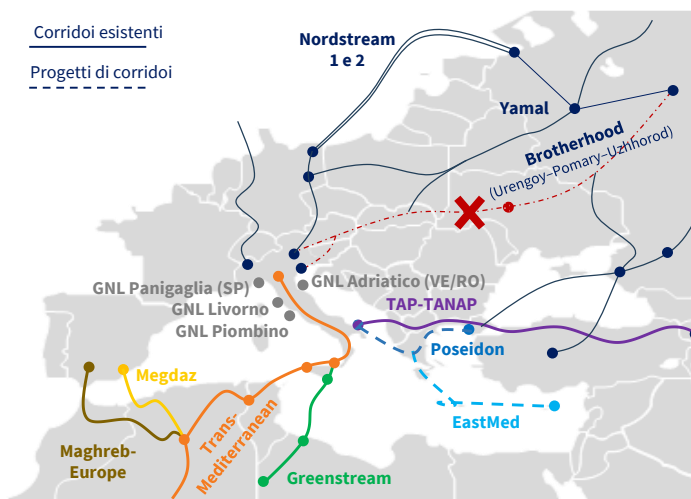 Corridoi esistenti
Progetti di corridoi
Nordstream
1 e 2
Yamal
Brotherhood
(Urengoy–Pomary–Uzhhorod)
GNL Panigaglia (SP)
GNL Adriatico (VE/RO)
GNL Livorno
TAP-TANAP
GNL Piombino
Poseidon
Megdaz
EastMed
Trans-
Mediterranean
Maghreb-
Europe
Greenstream